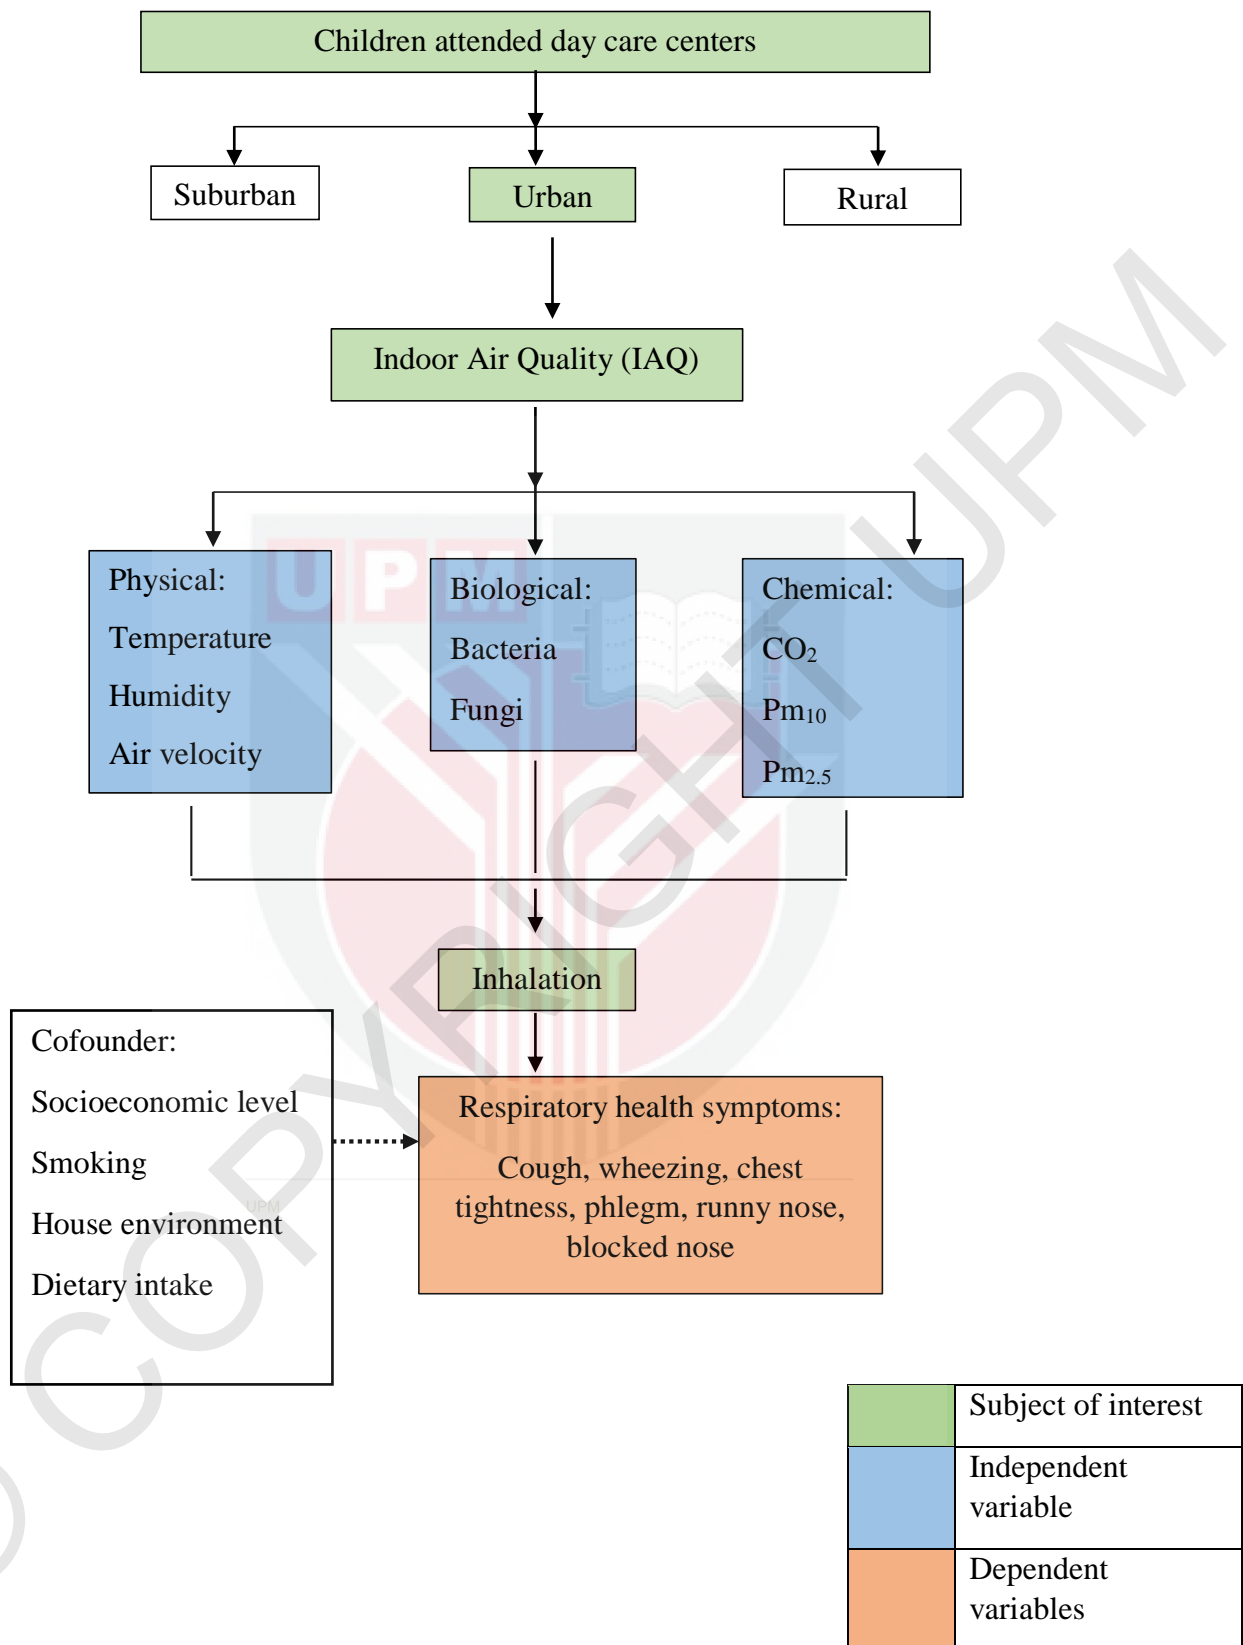 Children attended day care centers
Suburban
Urban
Rural
Indoor Air Quality (IAQ)
Physical:
Temperature
Humidity
Air velocity
Biological:
Bacteria
Fungi
Chemical:
CO₂
Pm₁₀
Pm₂.₅
Inhalation
Cofounder:
Socioeconomic level
Smoking
House environment
Dietary intake
Respiratory health symptoms:
Cough, wheezing, chest
tightness, phlegm, runny nose,
blocked nose
Subject of interest
Independent
variable
Dependent
variables
UPM
UPM
© COPYRIGHT UPM